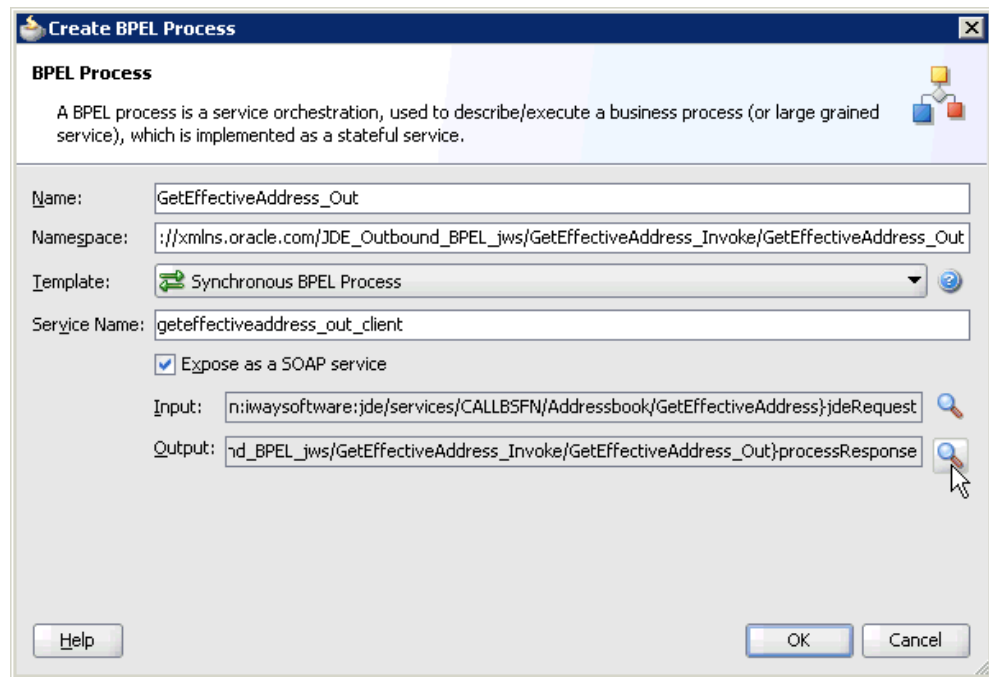 Create BPEL Process
BPEL Process
A BPEL process is a service orchestration, used to describe/execute a business process (or large grained
service), which is implemented as a stateful service.
Name: GetEffectiveAddress_Out
Namespace: ://xmlns.oracle.com/JDE_Outbound_BPEL_jws/GetEffectiveAddress_Invoke/GetEffectiveAddress_Out
Template: Synchronous BPEL Process
Service Name: geteffectiveaddress_out_client
Expose as a SOAP service
Input: n:iwaysoftware:jde/services/CALLBSFN/Addressbook/GetEffectiveAddress}jdeRequest
Output: nd_BPEL_jws/GetEffectiveAddress_Invoke/GetEffectiveAddress_Out}processResponse
Help OK Cancel